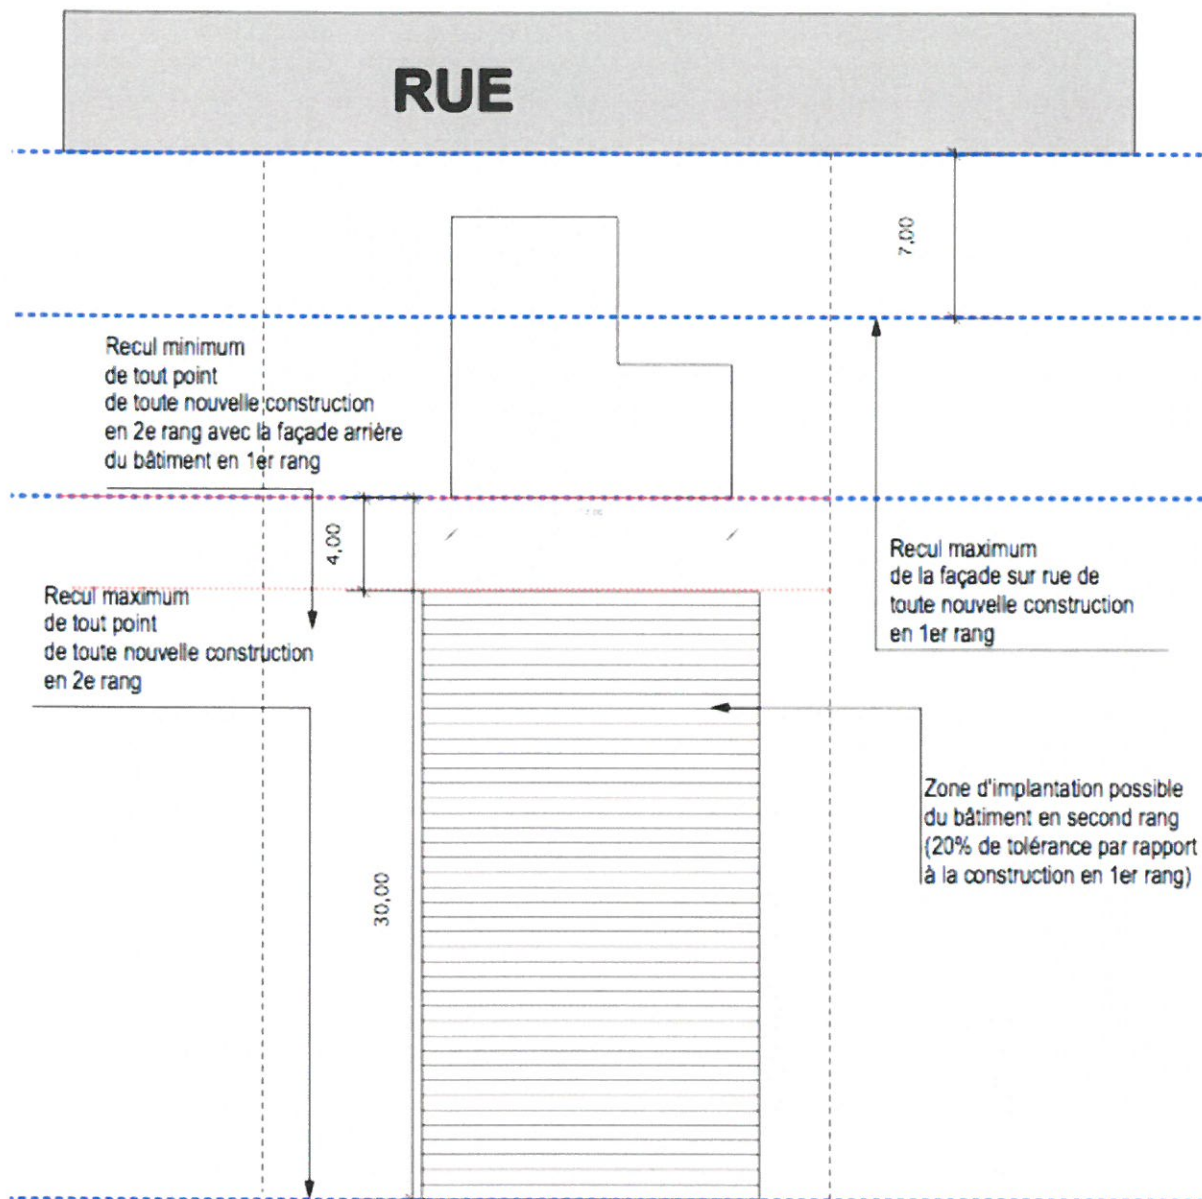 RUE
7,00
Recul minimum
de tout point
de toute nouvelle construction
en 2e rang avec la façade arrière
du bâtiment en 1er rang
4,00
Recul maximum
de la façade sur rue de
toute nouvelle construction
en 1er rang
Recul maximum
de tout point
de toute nouvelle construction
en 2e rang
Zone d'implantation possible
du bâtiment en second rang
(20% de tolérance par rapport
à la construction en 1er rang)
30,00